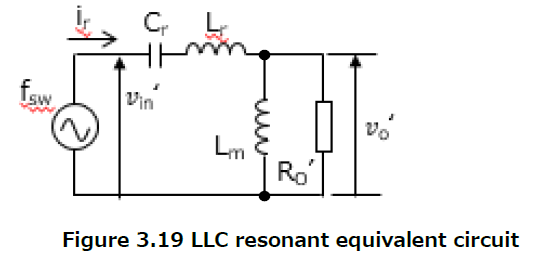 ir Cr Lr
fsw
vin′
Lm
Ro′
vo′
Figure 3.19 LLC resonant equivalent circuit